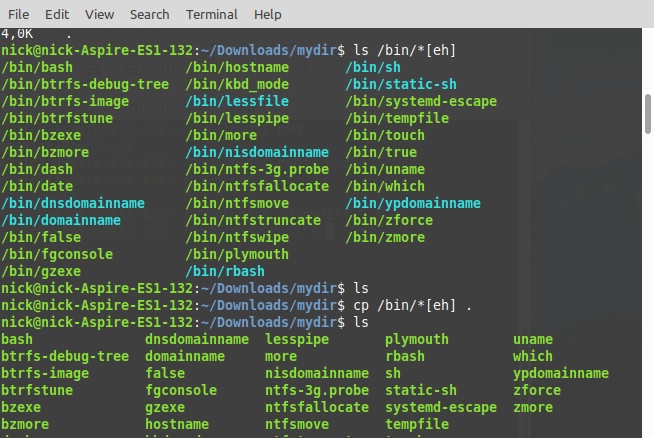 File Edit View Search Terminal Help
4,0K .
nick@nick-Aspire-ES1-132:~/Downloads/mydir$ ls /bin/*[eh]
/bin/bash /bin/hostname /bin/sh
/bin/btrfs-debug-tree /bin/kbd_mode /bin/static-sh
/bin/btrfs-image /bin/lessfile /bin/systemd-escape
/bin/btrfstune /bin/lesspipe /bin/tempfile
/bin/bzexe /bin/more /bin/touch
/bin/bzmore /bin/nisdomainname /bin/true
/bin/dash /bin/ntfs-3g.probe /bin/uname
/bin/date /bin/ntfsfallocate /bin/which
/bin/dnsdomainname /bin/ntfsmove /bin/ypdomainname
/bin/domainname /bin/ntfstruncate /bin/zforce
/bin/false /bin/ntfswipe /bin/zmore
/bin/fgconsole /bin/plymouth
/bin/gzexe /bin/rbash
nick@nick-Aspire-ES1-132:~/Downloads/mydir$ ls
nick@nick-Aspire-ES1-132:~/Downloads/mydir$ cp /bin/*[eh] .
nick@nick-Aspire-ES1-132:~/Downloads/mydir$ ls
bash dnsdomainname lesspipe plymouth uname
btrfs-debug-tree domainname more rbash which
btrfs-image false nisdomainname sh ypdomainname
btrfstune fgconsole ntfs-3g.probe static-sh zforce
bzexe gzexe ntfsfallocate systemd-escape zmore
bzmore hostname ntfsmove tempfile